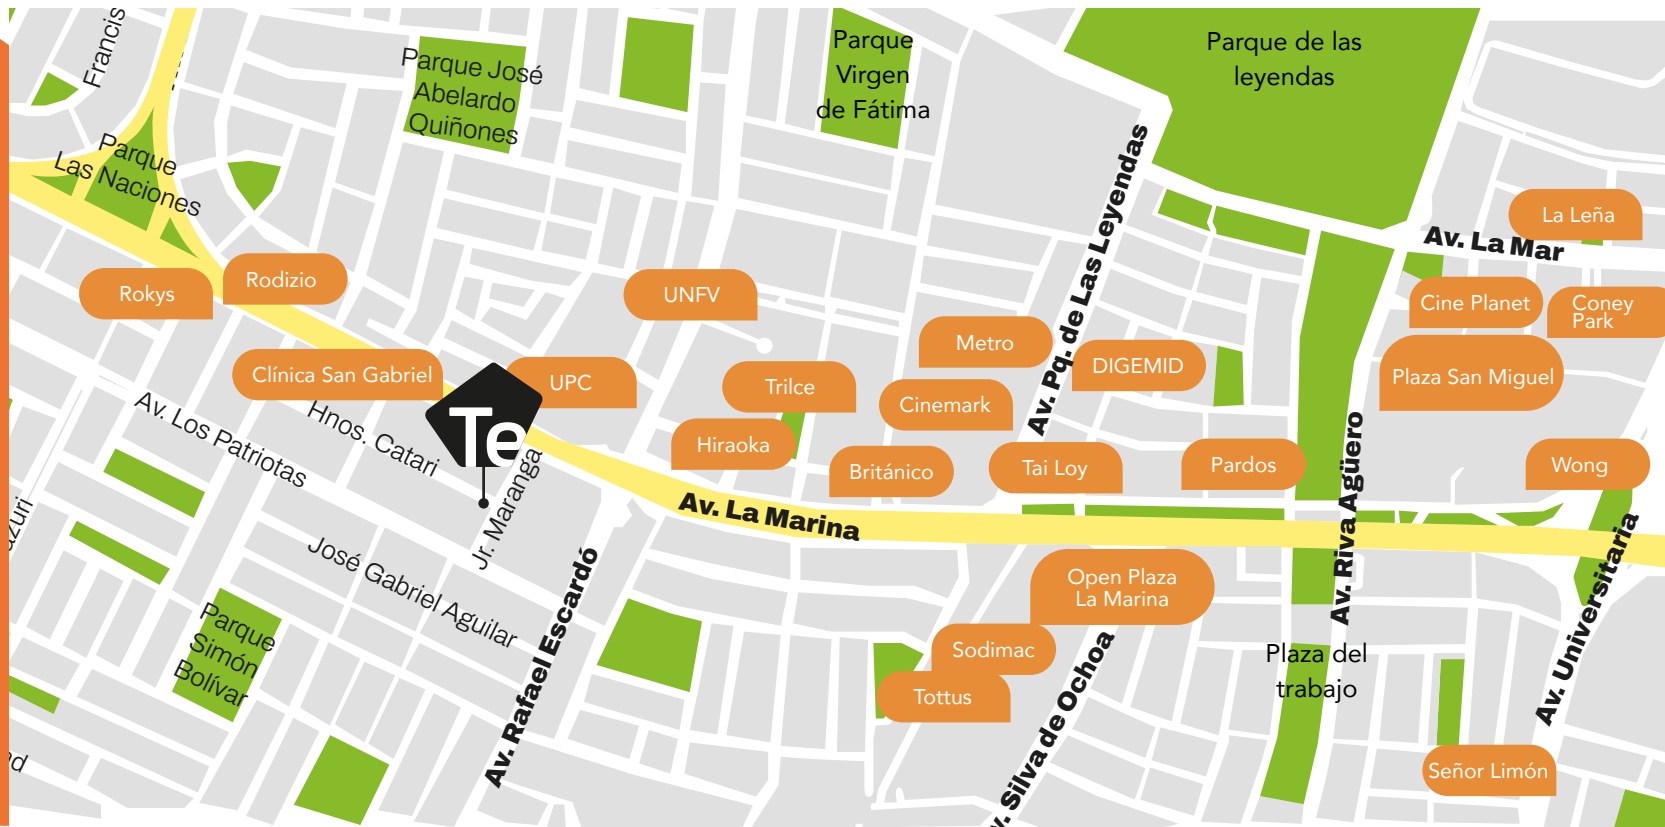 Francis
Parque José
Abelardo
Quiñones
Parque
Virgen
de Fátima
Parque de las
leyendas
Parque
Las Naciones
La Leña
Av. La Mar
Rokys
Rodizio
UNFV
Cine Planet
Coney
Park
Metro
DIGEMID
Plaza San Miguel
Clínica San Gabriel
UPC
Trilce
Cinemark
Av. Pq. de Las Leyendas
Te
Hnos. Catari
Av. Los Patriotas
Hiraoka
Británico
Tai Loy
Pardos
Wong
Av. La Marina
Jr. Maranga
Av. Riva Agüero
azuri
José Gabriel Aguilar
Av. Rafael Escardó
Open Plaza
La Marina
Av. Universitaria
Parque
Simón
Bolívar
Sodimac
Tottus
Av. Silva de Ochoa
Plaza del
trabajo
Señor Limón
nd